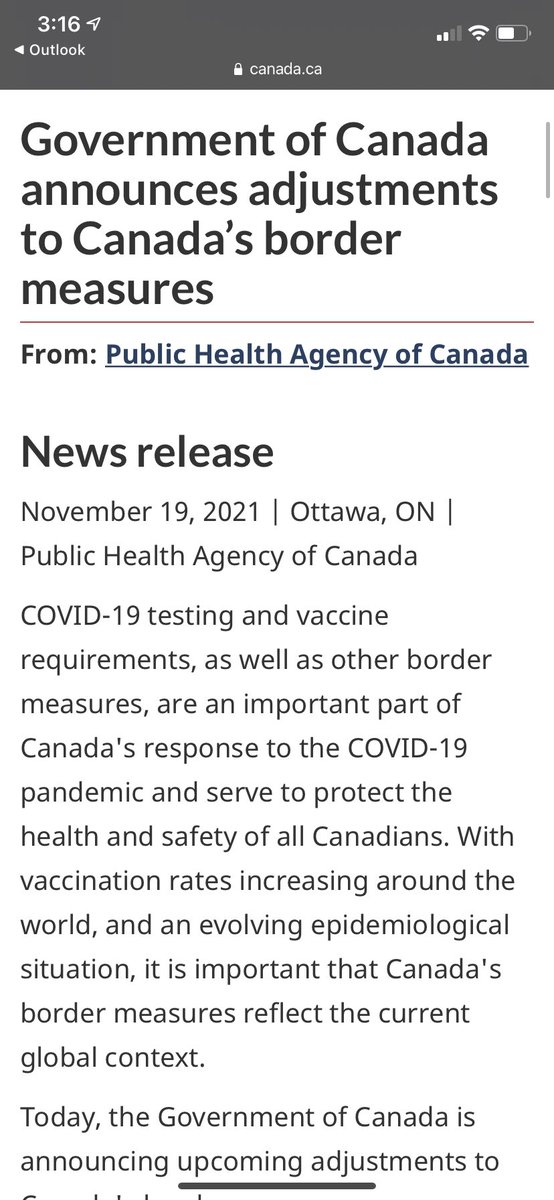 3:16
Outlook
canada.ca
Government of Canada
announces adjustments
to Canada’s border
measures
From: Public Health Agency of Canada
News release
November 19, 2021 | Ottawa, ON |
Public Health Agency of Canada
COVID-19 testing and vaccine
requirements, as well as other border
measures, are an important part of
Canada's response to the COVID-19
pandemic and serve to protect the
health and safety of all Canadians. With
vaccination rates increasing around the
world, and an evolving epidemiological
situation, it is important that Canada's
border measures reflect the current
global context.
Today, the Government of Canada is
announcing upcoming adjustments to